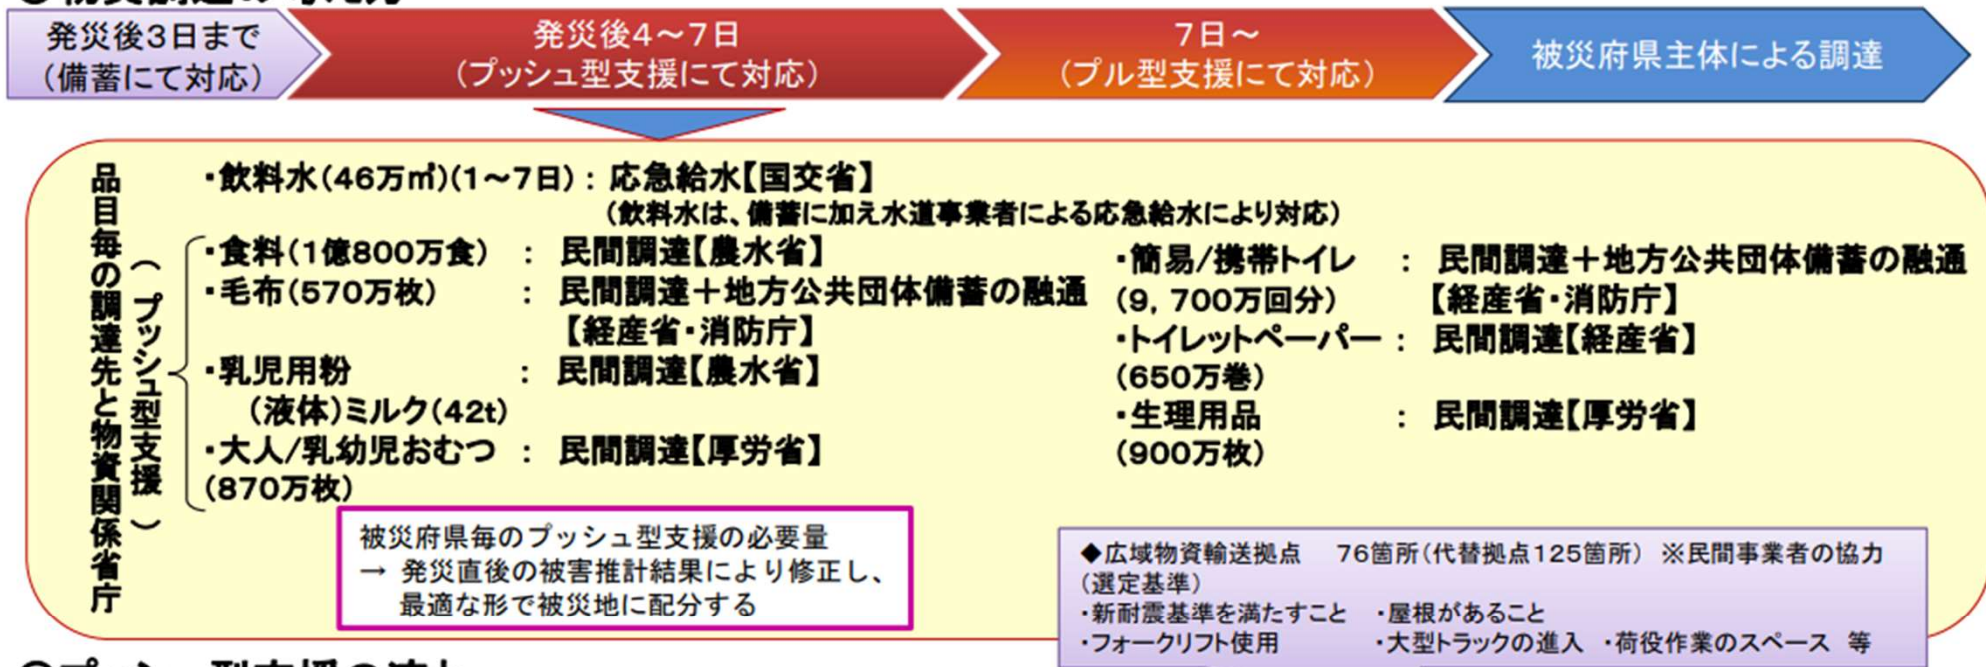 発災後3日まで
(備蓄にて対応)
発災後4～7日
(プッシュ型支援にて対応)
7日～
(プル型支援にて対応)
被災府県主体による調達
品目毎の調達先と物資関係省庁
(プッシュ型支援)
・飲料水(46万㎥)(1～7日)：応急給水【国交省】
(飲料水は、備蓄に加え水道事業者による応急給水により対応)
・食料(1億800万食) ： 民間調達【農水省】
・毛布(570万枚) ： 民間調達＋地方公共団体備蓄の融通
【経産省・消防庁】
・乳児用粉 ： 民間調達【農水省】
(液体)ミルク(42t)
・大人/乳幼児おむつ ： 民間調達【厚労省】
(870万枚)
・簡易/携帯トイレ ： 民間調達＋地方公共団体備蓄の融通
(9，700万回分) 【経産省・消防庁】
・トイレットペーパー： 民間調達【経産省】
(650万巻)
・生理用品 ： 民間調達【厚労省】
(900万枚)
被災府県毎のプッシュ型支援の必要量
→ 発災直後の被害推計結果により修正し、
最適な形で被災地に配分する
◆広域物資輸送拠点 76箇所(代替拠点125箇所) ※民間事業者の協力
(選定基準)
・新耐震基準を満たすこと ・屋根があること
・フォークリフト使用 ・大型トラックの進入 ・荷役作業のスペース 等